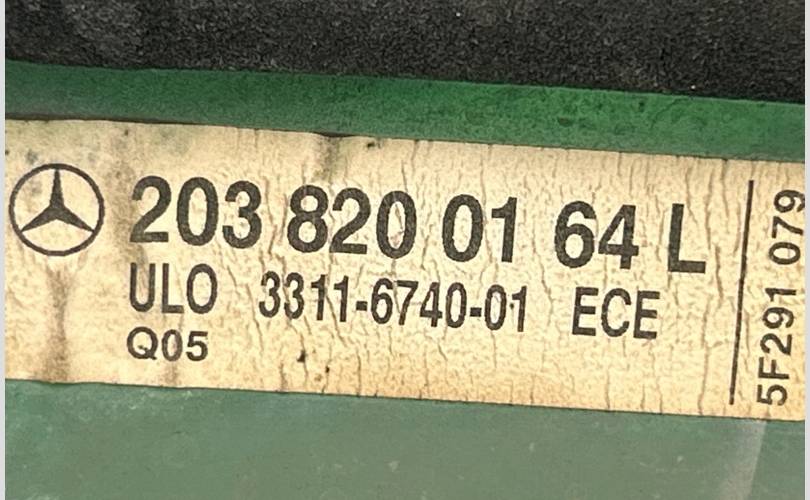 203 820 01 64 L
ULO 3311-6740-01 ECE
Q05
5F291 079